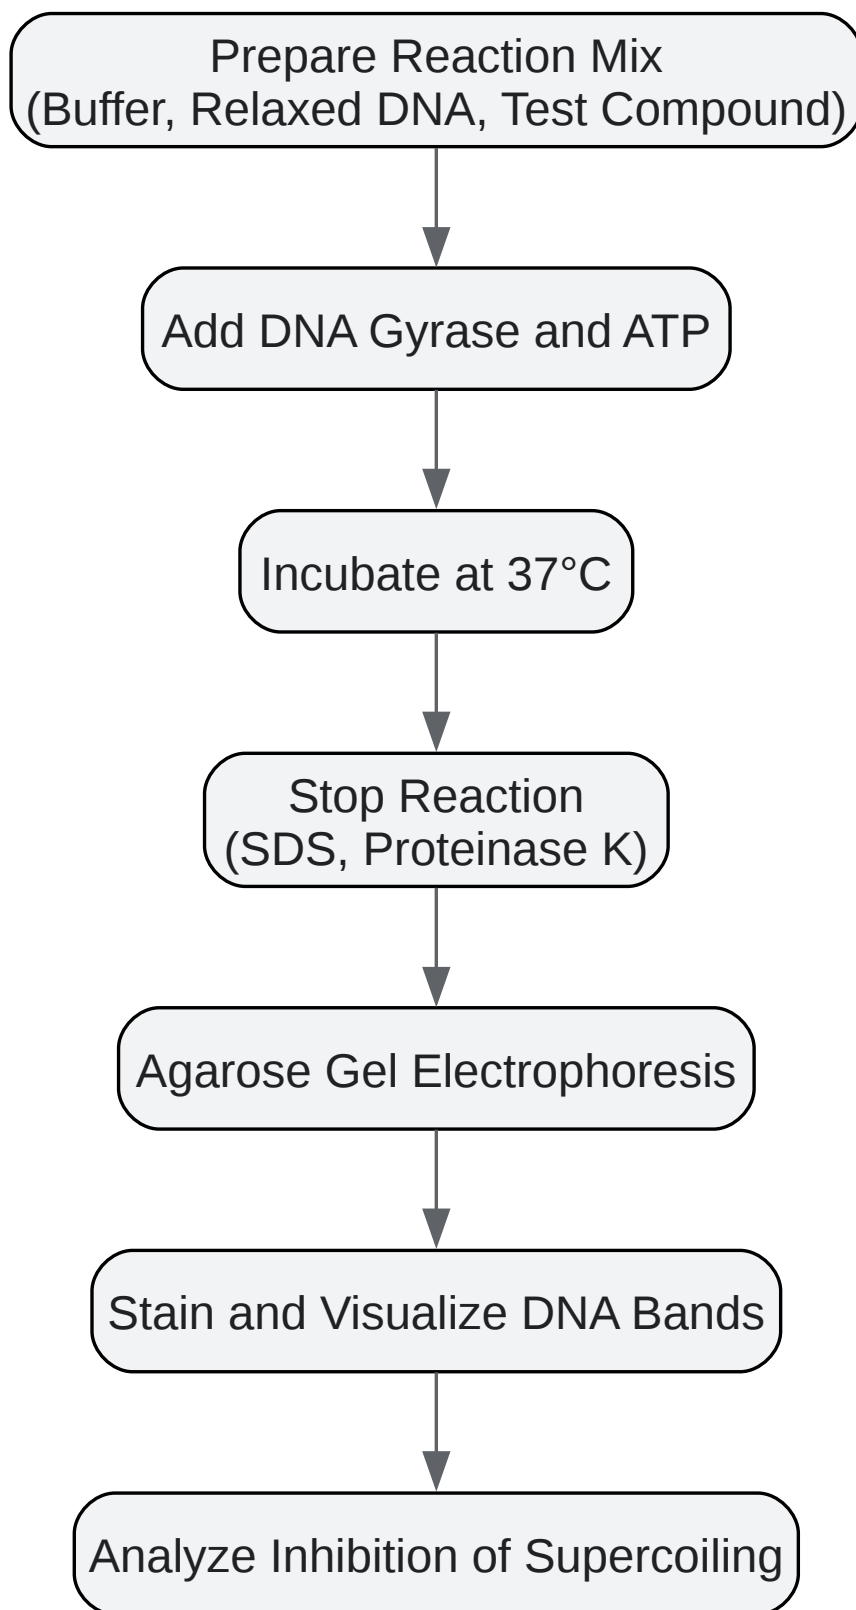 Prepare Reaction Mix
(Buffer, Relaxed DNA, Test Compound)
Add DNA Gyrase and ATP
Incubate at 37°C
Stop Reaction
(SDS, Proteinase K)
Agarose Gel Electrophoresis
Stain and Visualize DNA Bands
Analyze Inhibition of Supercoiling